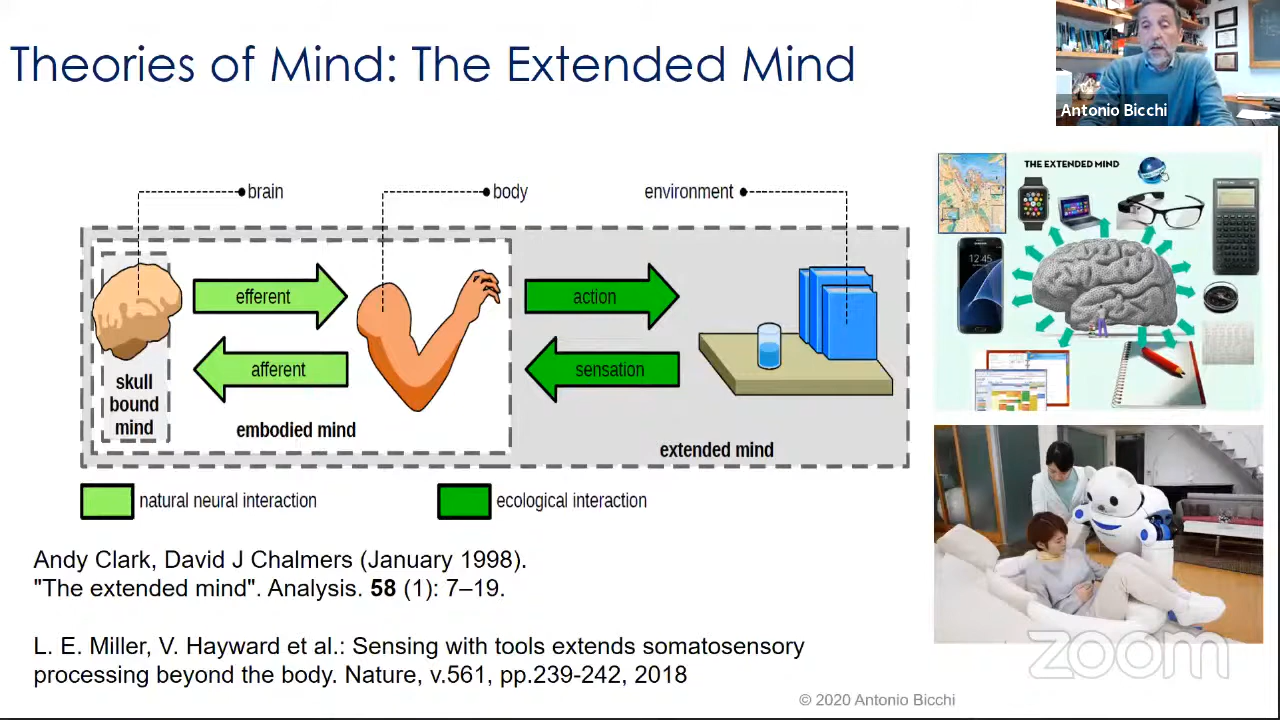 Theories of Mind: The Extended Mind
Antonio Bicchi
brain
body
environment
THE EXTENDED MIND
efferent
action
afferent
sensation
12:45
skull
bound
mind
embodied mind
extended mind
natural neural interaction
ecological interaction
Andy Clark, David J Chalmers (January 1998).
"The extended mind". Analysis. 58 (1): 7–19.
L. E. Miller, V. Hayward et al.: Sensing with tools extends somatosensory
processing beyond the body. Nature, v.561, pp.239-242, 2018
zoom
© 2020 Antonio Bicchi